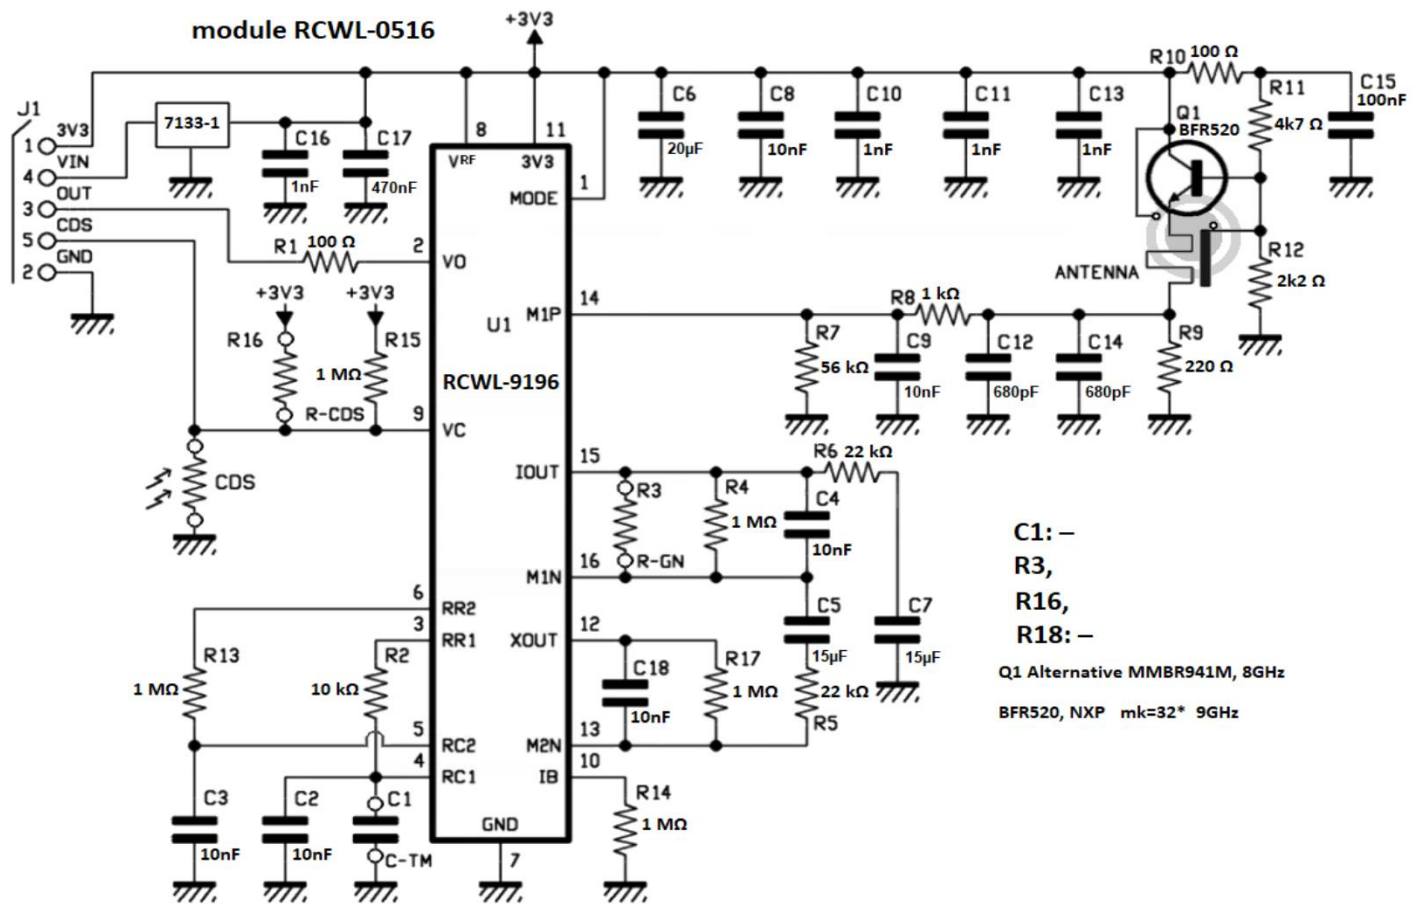 module RCWL-0516
+3V3
J1
1
3V3
VIN
4
OUT
3
CDS
5
GND
2
7133-1
C16
1nF
C17
470nF
8
11
VRF
3V3
MODE
1
C6
20µF
C8
10nF
C10
1nF
C11
1nF
C13
1nF
R10
100 Ω
R11
4k7 Ω
C15
100nF
Q1
BFR520
R12
2k2 Ω
ANTENNA
R1
100 Ω
2
VO
+3V3
+3V3
R16
R15
1 MΩ
R-CDS
9
VC
CDS
U1
RCWL-9196
M1P
14
R7
56 kΩ
R8
1 kΩ
C9
10nF
C12
680pF
C14
680pF
R9
220 Ω
IOUT
15
R3
R-GN
R4
1 MΩ
C4
10nF
R6 22 kΩ
M1N
16
C5
15µF
C7
15µF
6
RR2
3
RR1
XOUT
12
R13
1 MΩ
R2
10 kΩ
C18
10nF
R17
1 MΩ
22 kΩ
R5
5
RC2
M2N
13
4
RC1
IB
10
C3
10nF
C2
10nF
C1
C-TM
R14
1 MΩ
GND
7
C1: –
R3,
R16,
R18: –
Q1 Alternative MMBR941M, 8GHz
BFR520, NXP mk=32* 9GHz